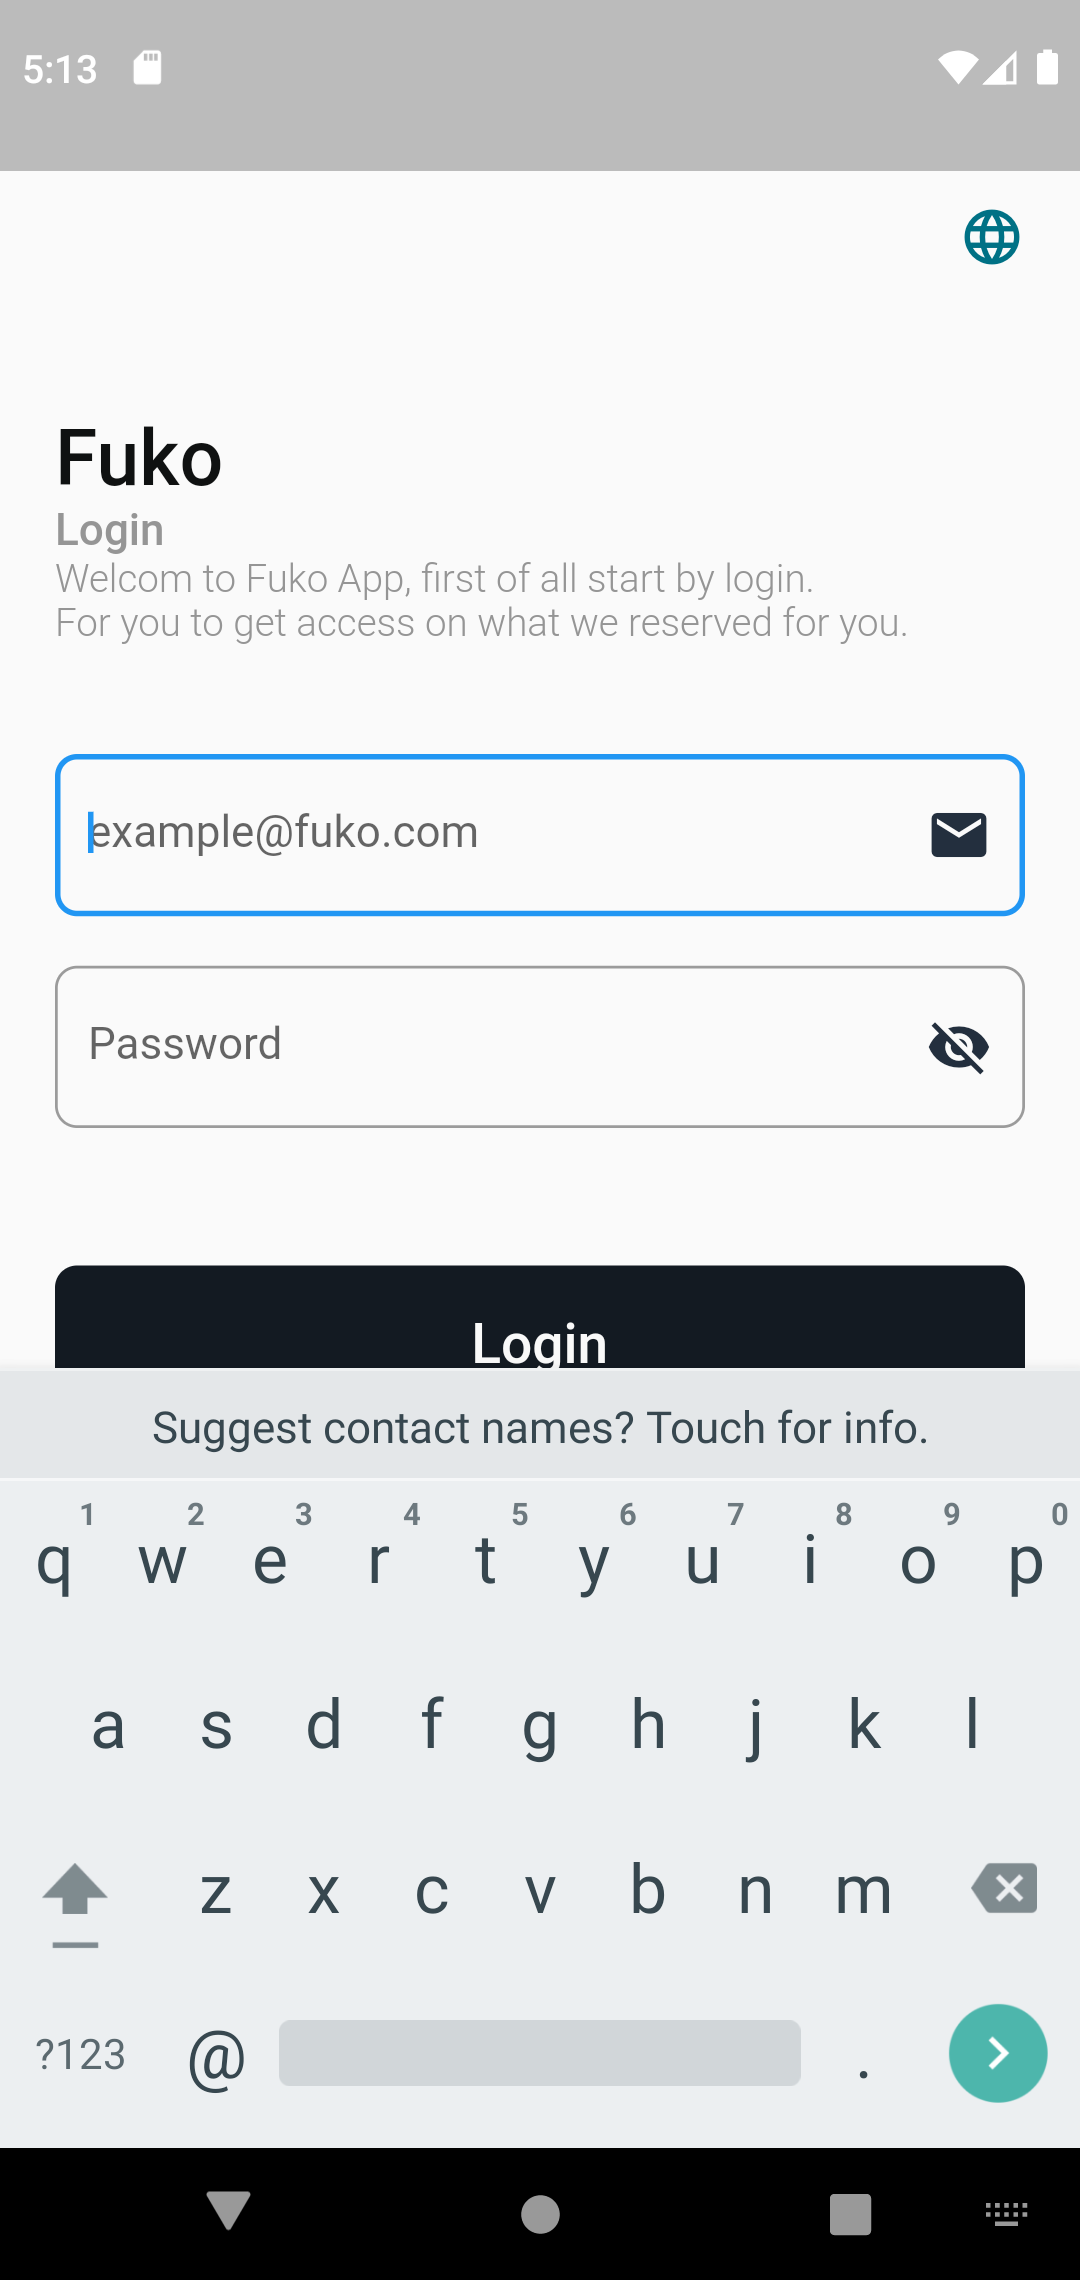 5:13
Fuko
Login
Welcom to Fuko App, first of all start by login.
For you to get access on what we reserved for you.
example@fuko.com
Password
Login
Suggest contact names? Touch for info.
1 2 3 4 5 6 7 8 9 0
q w e r t y u i o p
a s d f g h j k l
z x c v b n m
?123 @ .